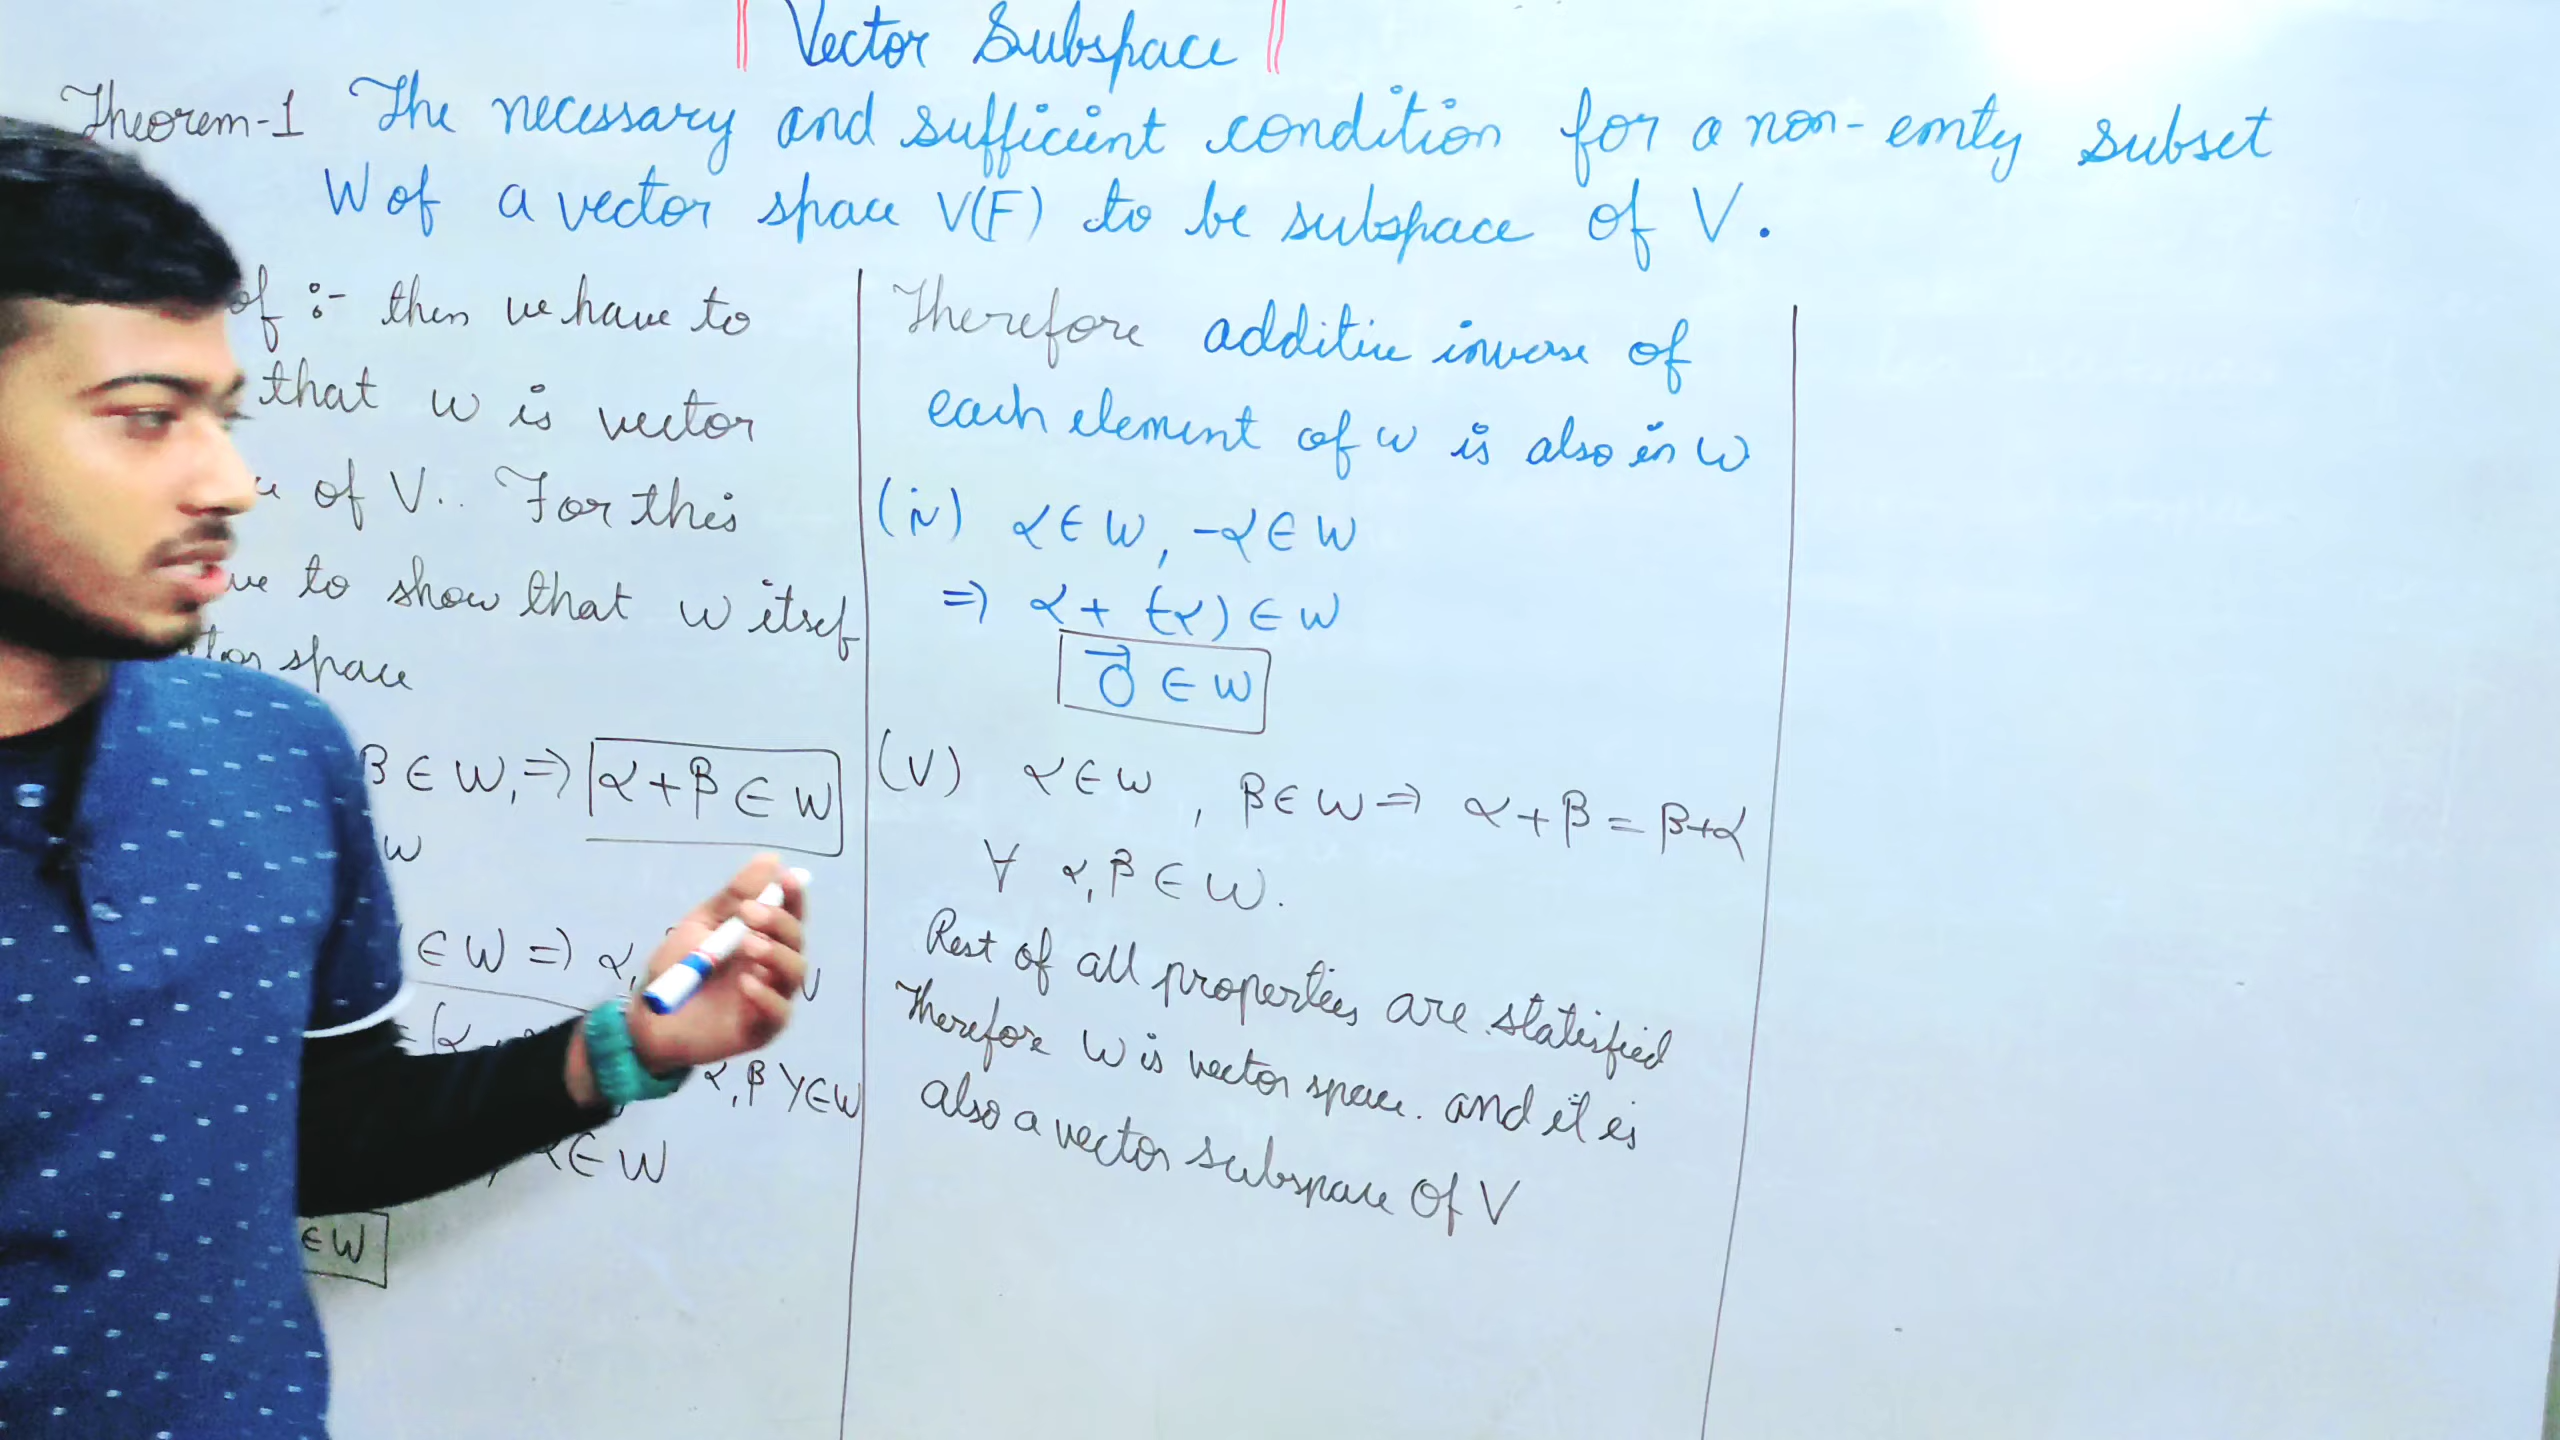 Vector Subspace
Theorem-1 The necessary and sufficient condition for a non-emty subset
W of a vector space V(F) to be subspace of V.
of :- then we have to
that W is vector
of V. For this
ve to show that W itsef
space
β ∈ W, ⇒ α+β ∈ W
W
∈ W ⇒ α,
α, β γ ∈ W
∈ W
∈ W
Therefore additive inverse of
each element of W is also in W
(iv) α ∈ W, -α ∈ W
⇒ α + (-α) ∈ W
0⃗ ∈ W
(V) α ∈ W, β ∈ W ⇒ α+β = β+α
∀ α, β ∈ W.
Rest of all properties are statisfied
Therefore W is vector space. and it is
also a vector subspace Of V